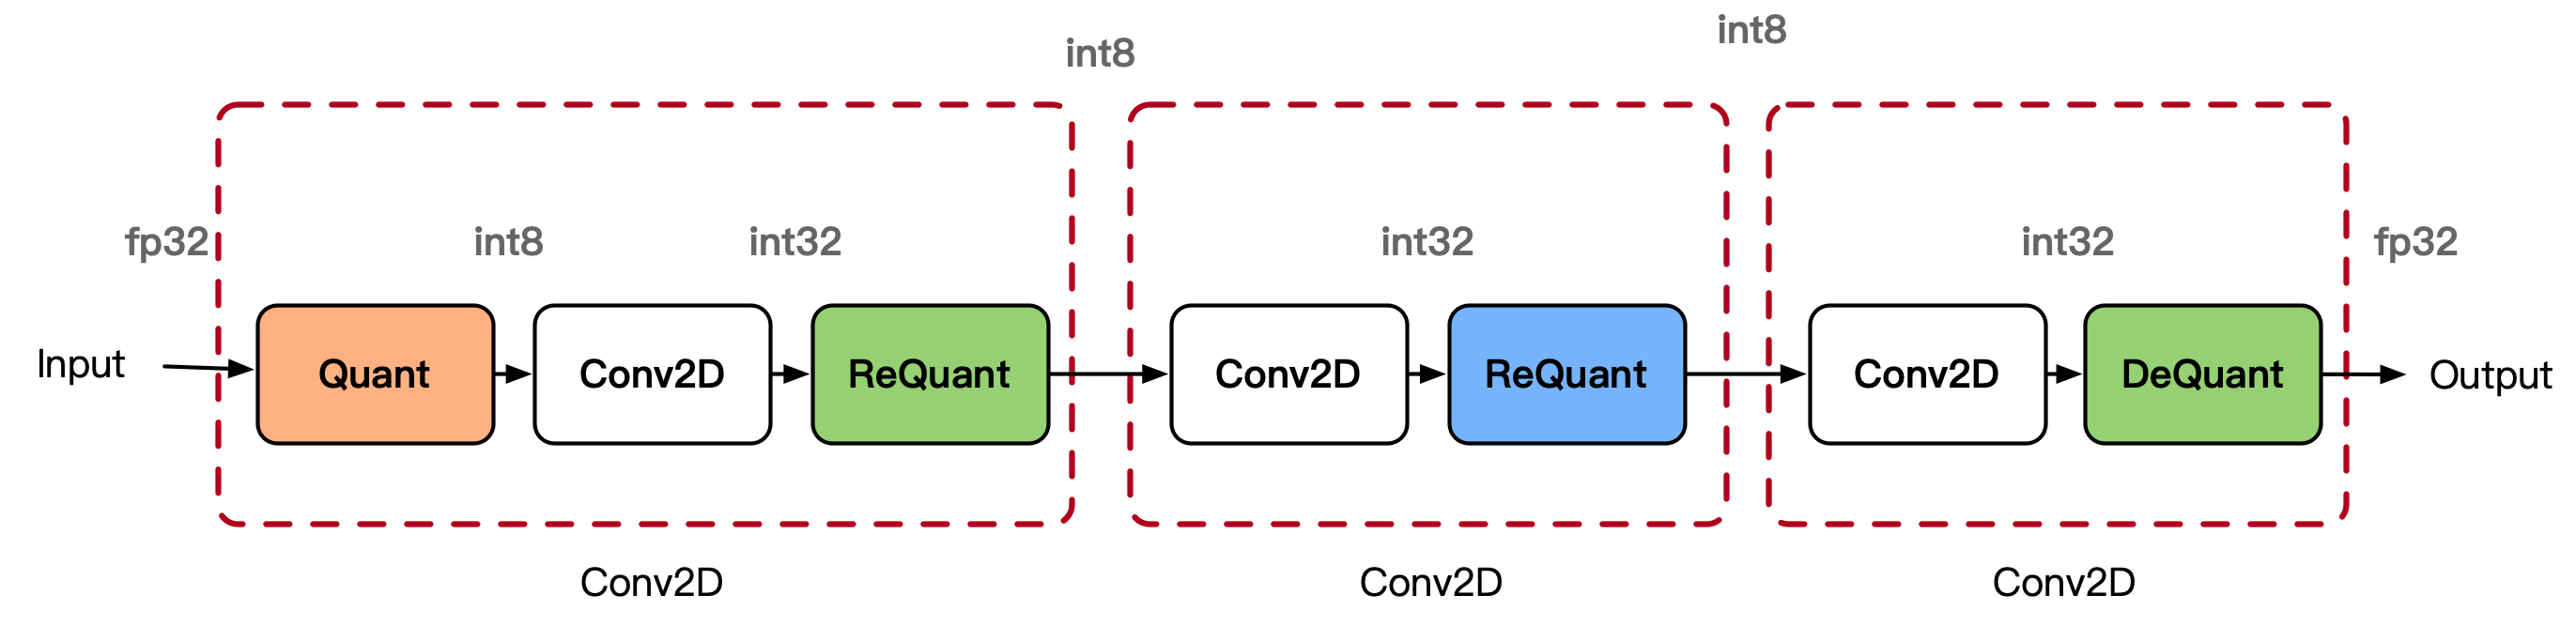 int8
int8
fp32
int8
int32
int32
int32
fp32
Input
Quant
Conv2D
ReQuant
Conv2D
ReQuant
Conv2D
DeQuant
Output
Conv2D
Conv2D
Conv2D